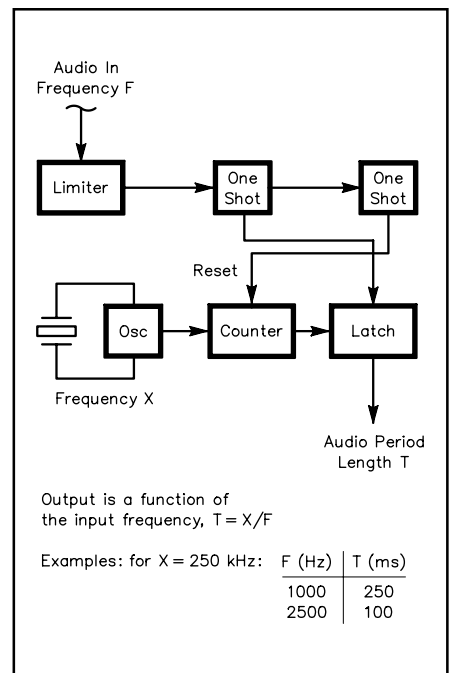 Audio In
Frequency F
Limiter
One
Shot
One
Shot
Reset
Osc
Counter
Latch
Frequency X
Audio Period
Length T
Output is a function of
the input frequency, T = X/F
Examples: for X = 250 kHz:
F (Hz) T (ms)
1000 250
2500 100